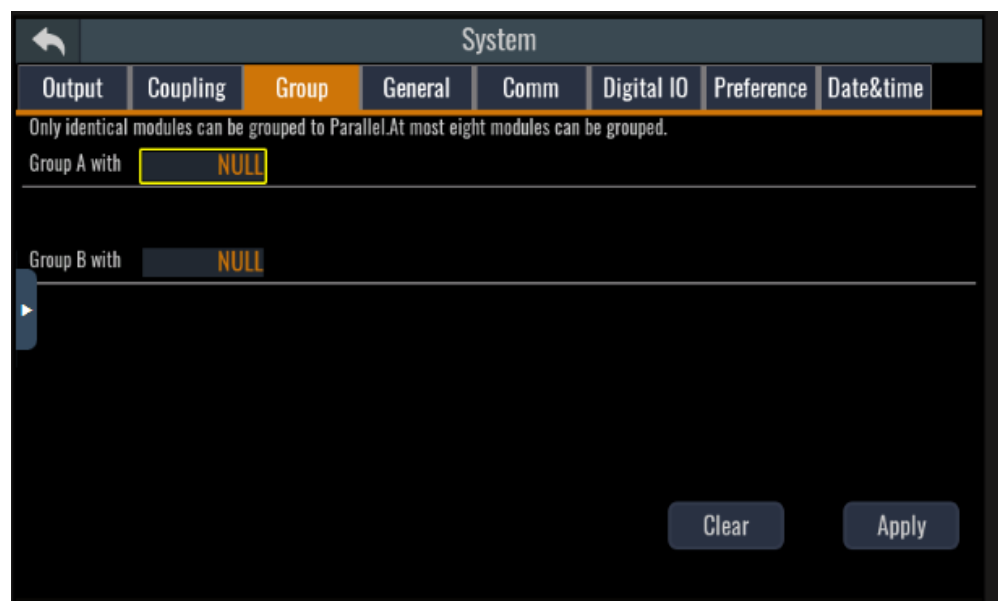 System
Output Coupling Group General Comm Digital IO Preference Date&time
Only identical modules can be grouped to Parallel.At most eight modules can be grouped.
Group A with NULL
Group B with NULL
Clear Apply